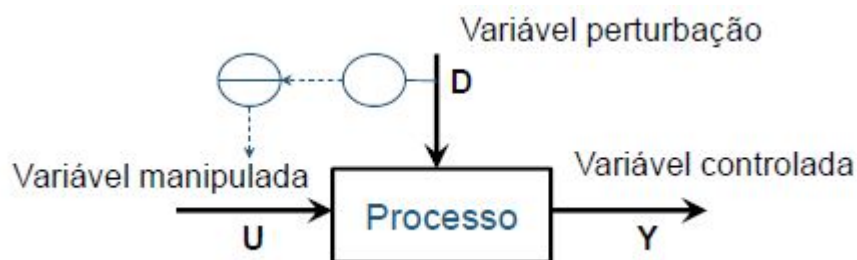 Variável perturbação
D
Variável manipulada
Variável controlada
Processo
U
Y